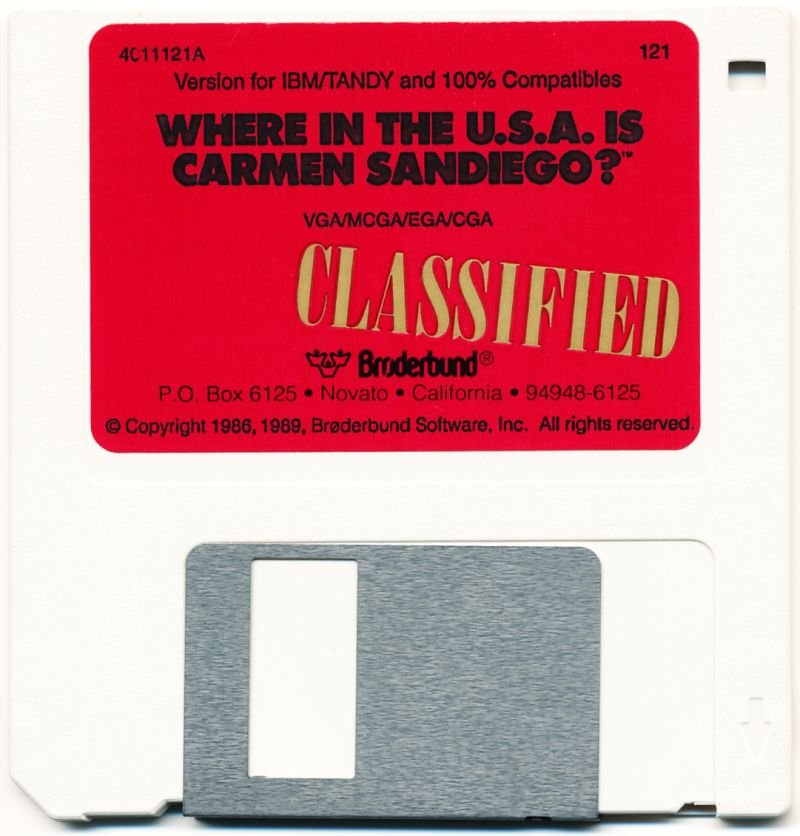 4C11121A 121
Version for IBM/TANDY and 100% Compatibles
WHERE IN THE U.S.A. IS
CARMEN SANDIEGO?™
VGA/MCGA/EGA/CGA
CLASSIFIED
Brøderbund®
P.O. Box 6125 • Novato • California • 94948-6125
© Copyright 1986, 1989, Brøderbund Software, Inc. All rights reserved.